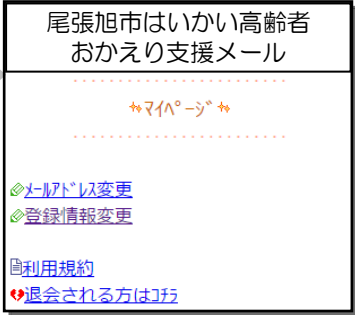 尾張旭市はいかい高齢者
おかえり支援メール
ﾏｲﾍﾟｰｼﾞ
ﾒｰﾙｱﾄﾞﾚｽ変更
登録情報変更
利用規約
退会される方はｺﾁﾗ